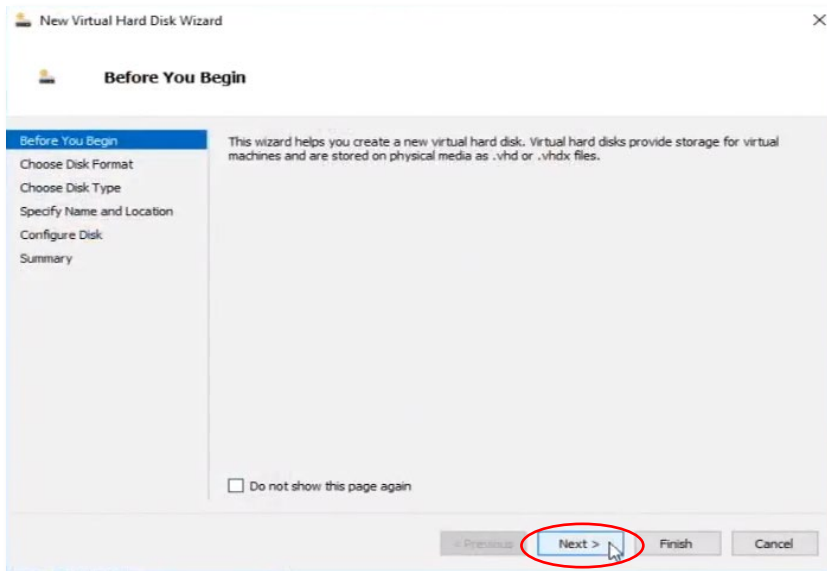 New Virtual Hard Disk Wizard
Before You Begin
Before You Begin
Choose Disk Format
Choose Disk Type
Specify Name and Location
Configure Disk
Summary
This wizard helps you create a new virtual hard disk. Virtual hard disks provide storage for virtual
machines and are stored on physical media as .vhd or .vhdx files.
Do not show this page again
< Previous Next > Finish Cancel